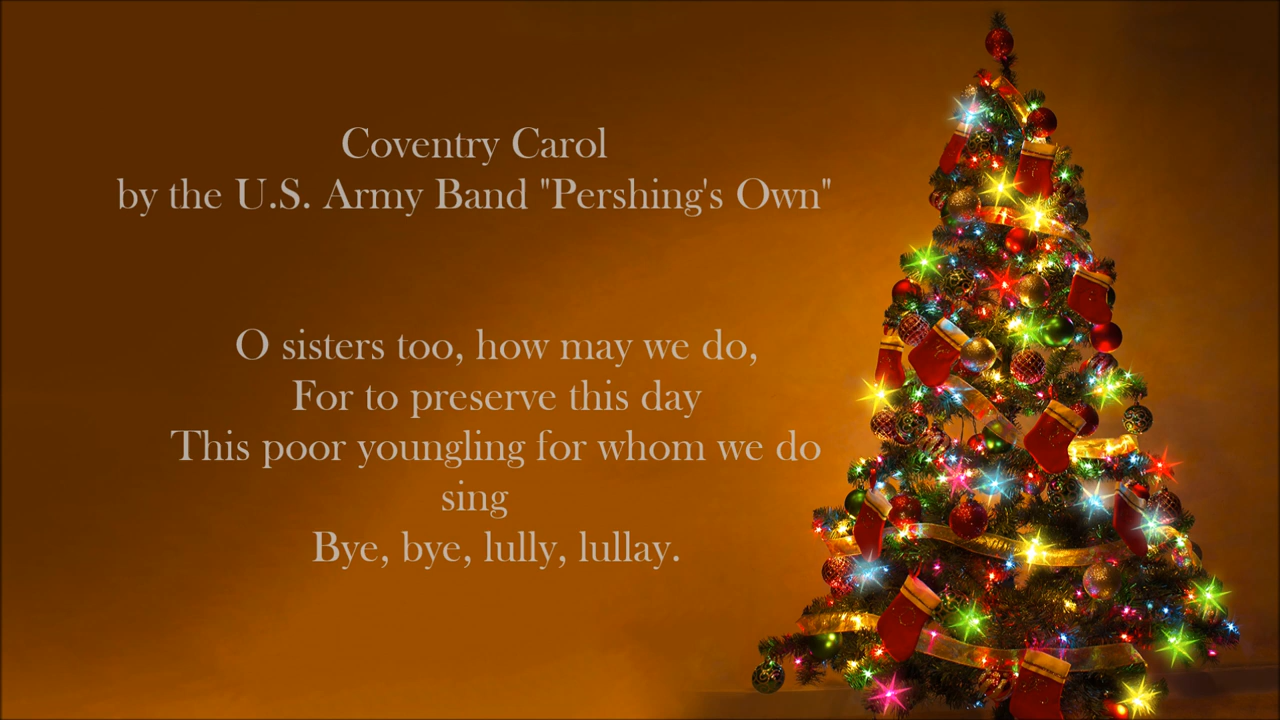 Coventry Carol
by the U.S. Army Band "Pershing's Own"
O sisters too, how may we do,
For to preserve this day
This poor youngling for whom we do
sing
Bye, bye, lully, lullay.